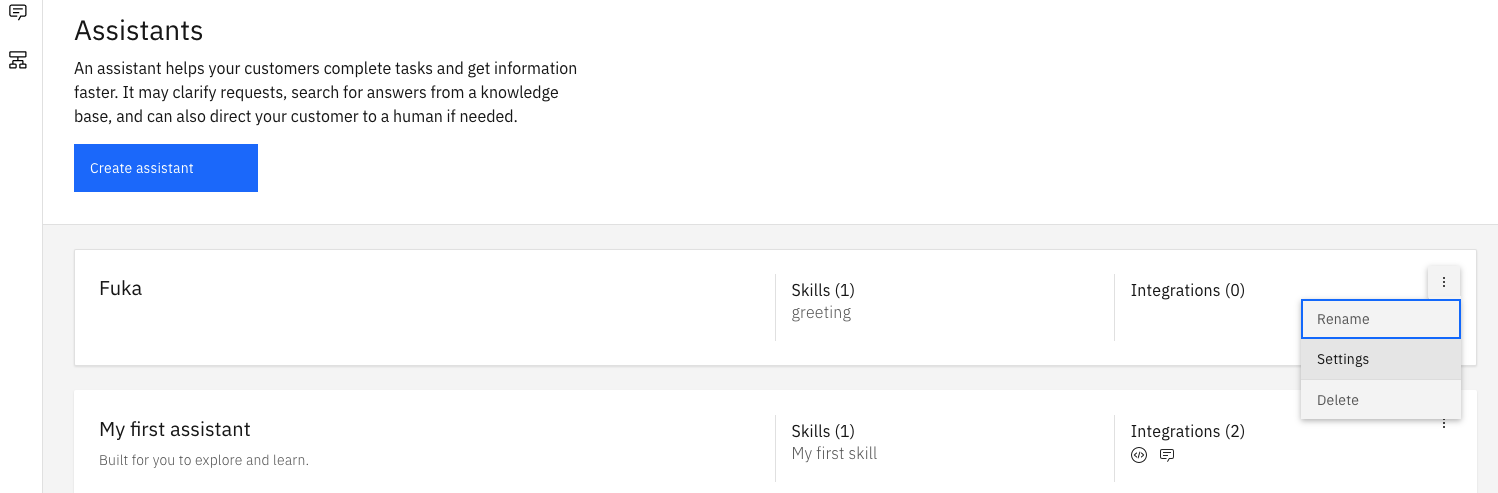 Assistants
An assistant helps your customers complete tasks and get information
faster. It may clarify requests, search for answers from a knowledge
base, and can also direct your customer to a human if needed.
Create assistant
Fuka
Skills (1)
greeting
Integrations (0)
Rename
Settings
Delete
My first assistant
Built for you to explore and learn.
Skills (1)
My first skill
Integrations (2)